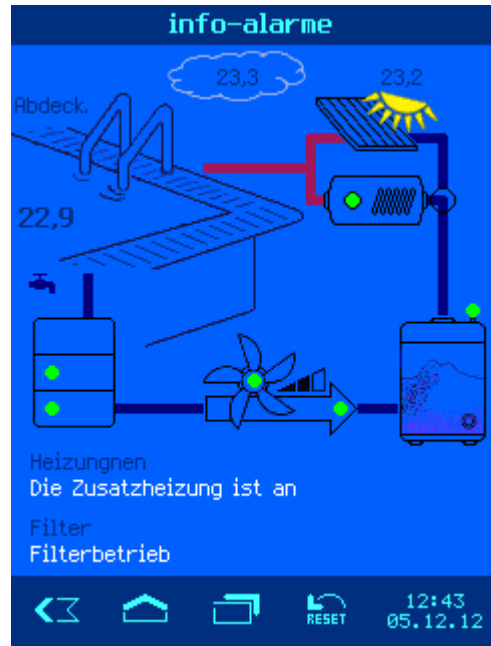 info-alarme
23,3
23,2
Abdeck.
22,9
Heizungnen
Die Zusatzheizung ist an
Filter
Filterbetrieb
RESET
12:43
05.12.12